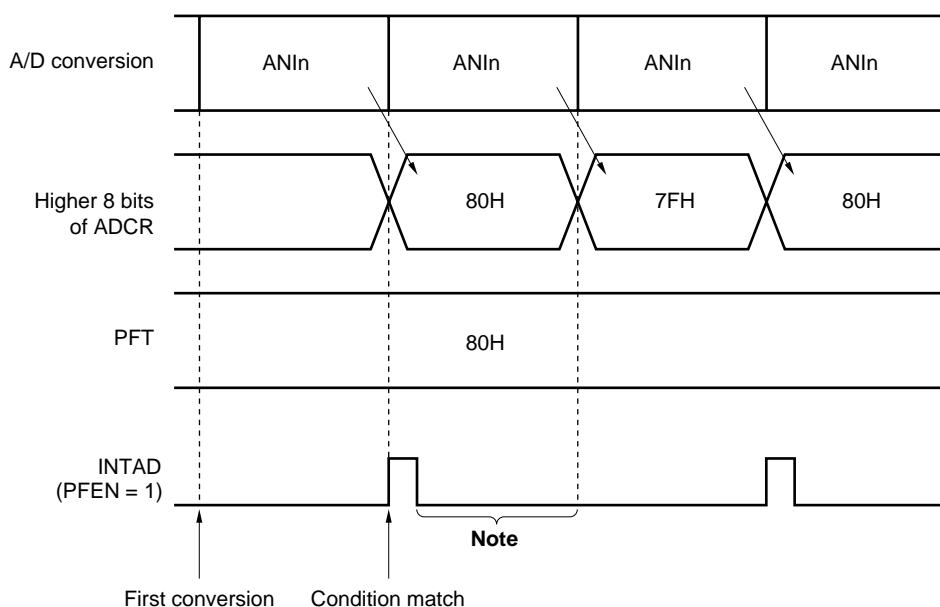 A/D conversion
ANIn
ANIn
ANIn
ANIn
Higher 8 bits
of ADCR
80H
7FH
80H
PFT
80H
INTAD
(PFEN = 1)
Note
First conversion
Condition match